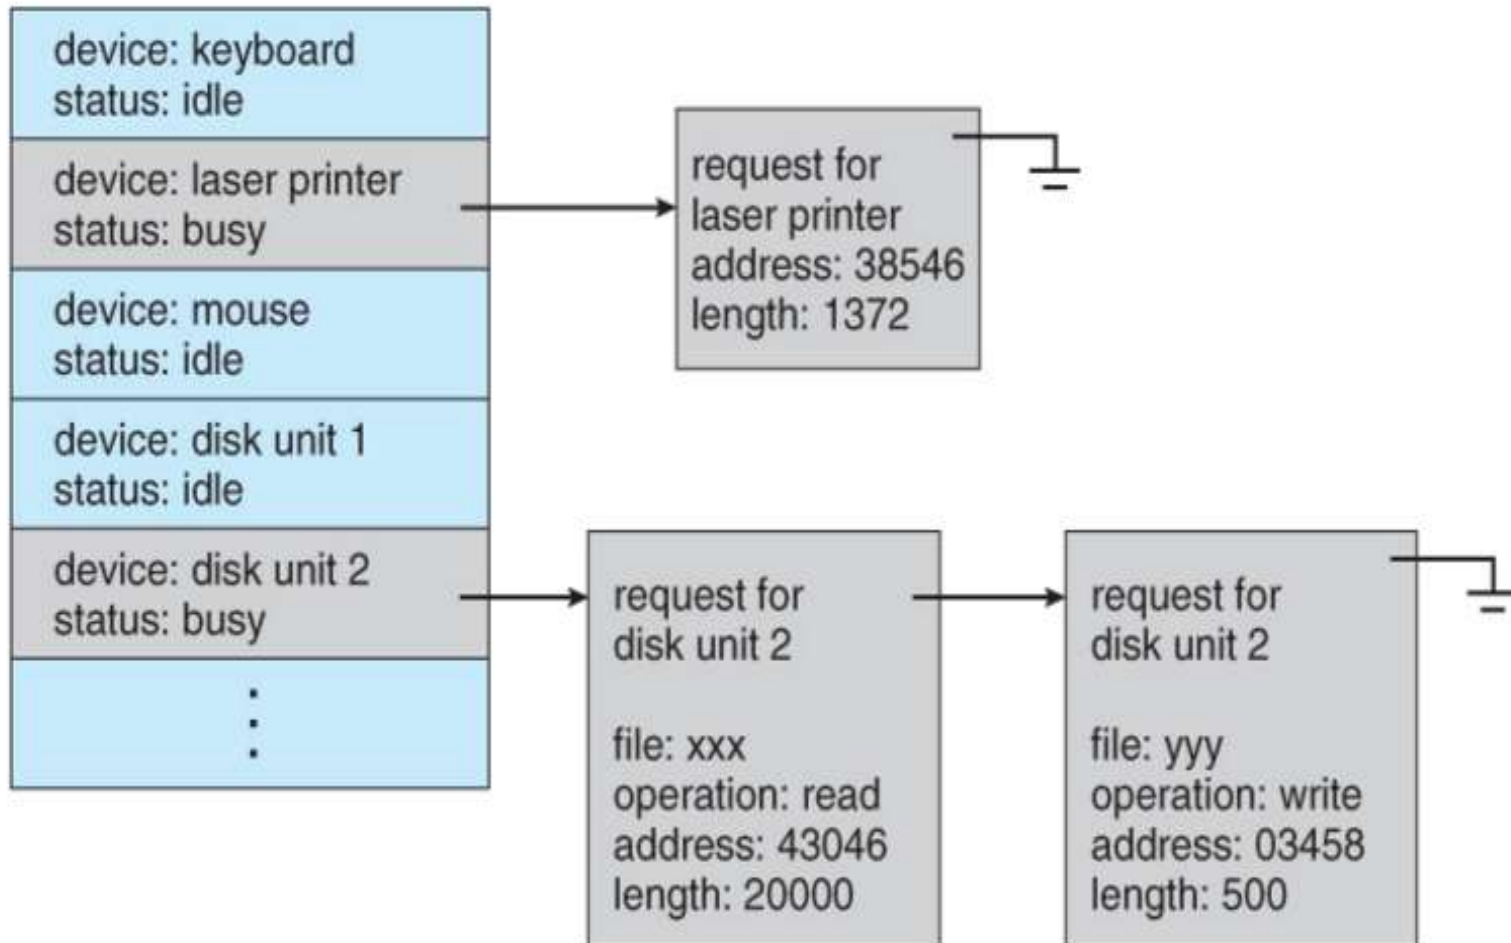 device: keyboard
status: idle
device: laser printer
status: busy
device: mouse
status: idle
device: disk unit 1
status: idle
device: disk unit 2
status: busy
request for
laser printer
address: 38546
length: 1372
request for
disk unit 2
file: xxx
operation: read
address: 43046
length: 20000
request for
disk unit 2
file: yyy
operation: write
address: 03458
length: 500